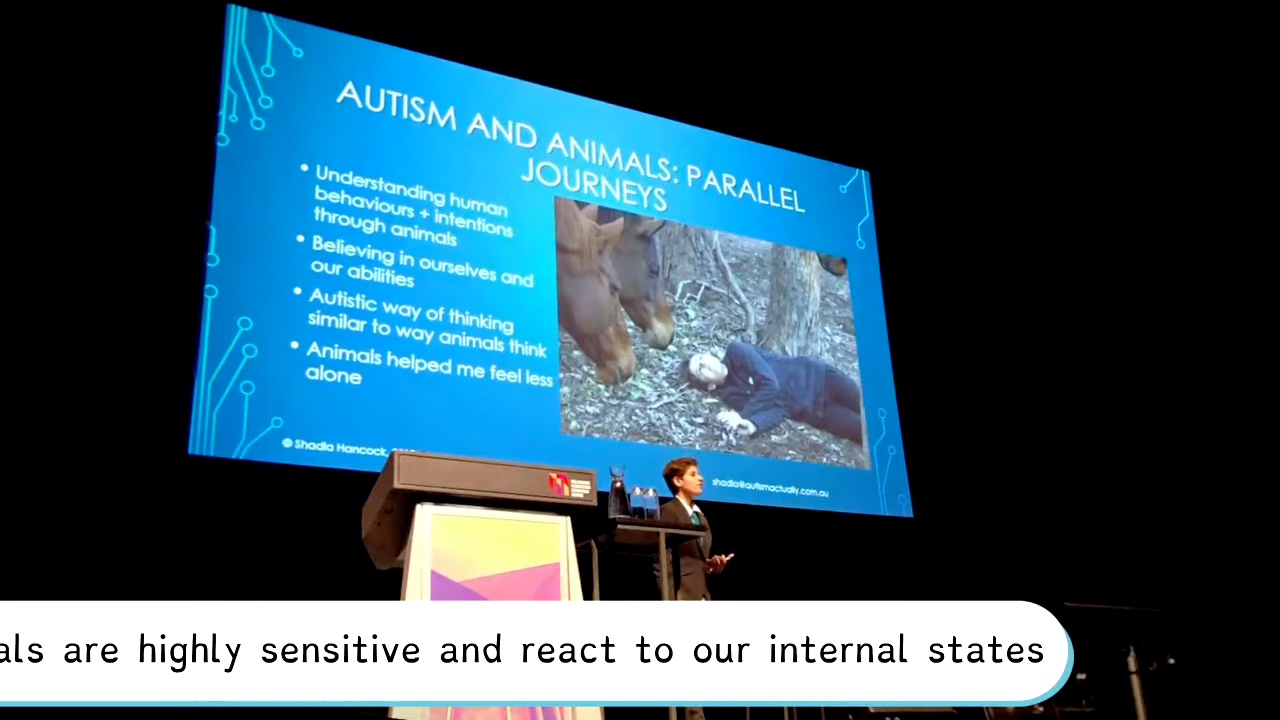 AUTISM AND ANIMALS: PARALLEL
JOURNEYS
• Understanding human
behaviours + intentions
through animals
• Believing in ourselves and
our abilities
• Autistic way of thinking
similar to way animals think
• Animals helped me feel less
alone
© Shadia Hancock,
shadia@autismactually.com.au
als are highly sensitive and react to our internal states